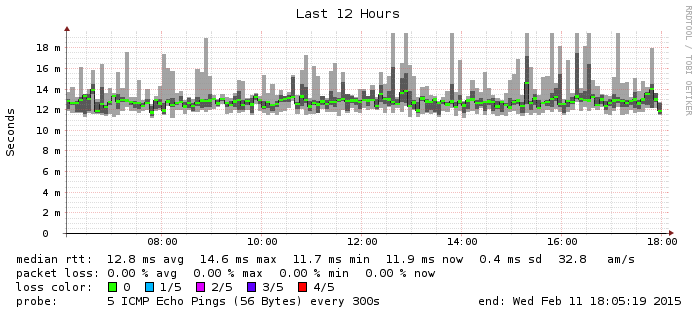 Last 12 Hours
RRDTOOL / TOBI OETIKER
Seconds
18 m
16 m
14 m
12 m
10 m
8 m
6 m
4 m
2 m
0
08:00 10:00 12:00 14:00 16:00 18:00
median rtt: 12.8 ms avg 14.6 ms max 11.7 ms min 11.9 ms now 0.4 ms sd 32.8 am/s
packet loss: 0.00 % avg 0.00 % max 0.00 % min 0.00 % now
loss color: 0 1/5 2/5 3/5 4/5
probe: 5 ICMP Echo Pings (56 Bytes) every 300s end: Wed Feb 11 18:05:19 2015